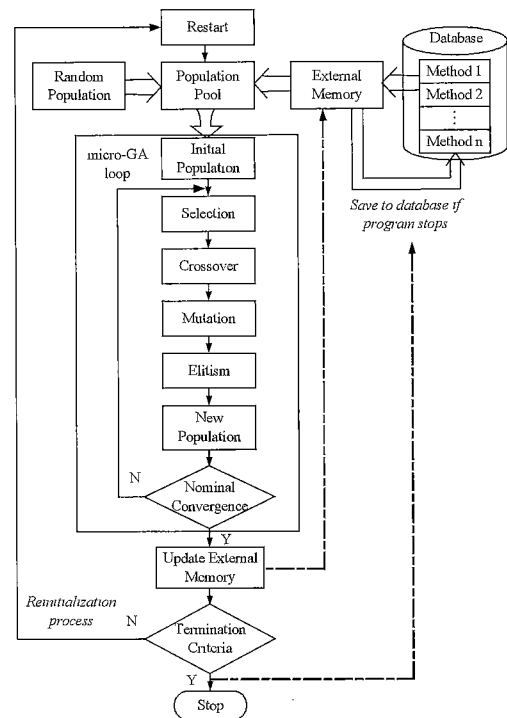 Restart
Database
Random
Population
Population
Pool
External
Memory
Method 1
Method 2
⋮
Method n
micro-GA
loop
Initial
Population
Save to database if
program stops
Selection
Crossover
Mutation
Elitism
New
Population
N
Nominal
Convergence
Y
Update External
Memory
Reinitialization
process
N
Termination
Criteria
Y
Stop